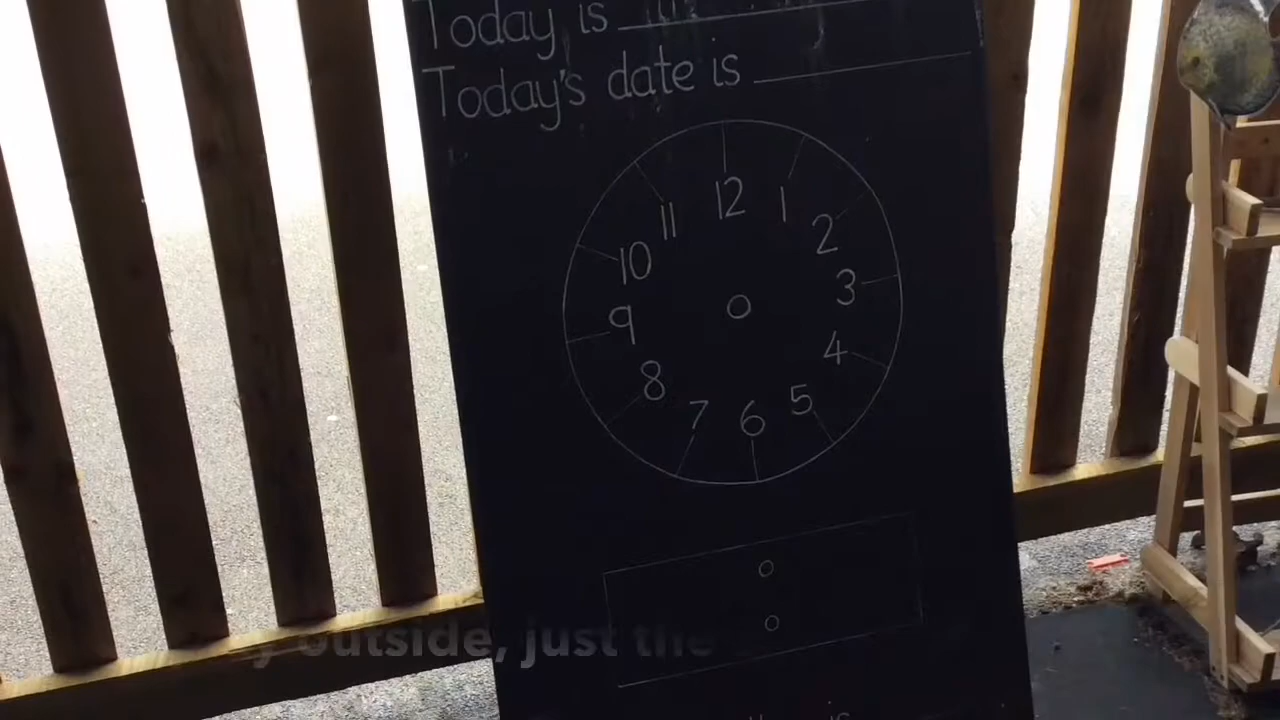 Today is
Today's date is
12
11 1
10 2
9 3
8 4
7 6 5
:
y outside, just the
is